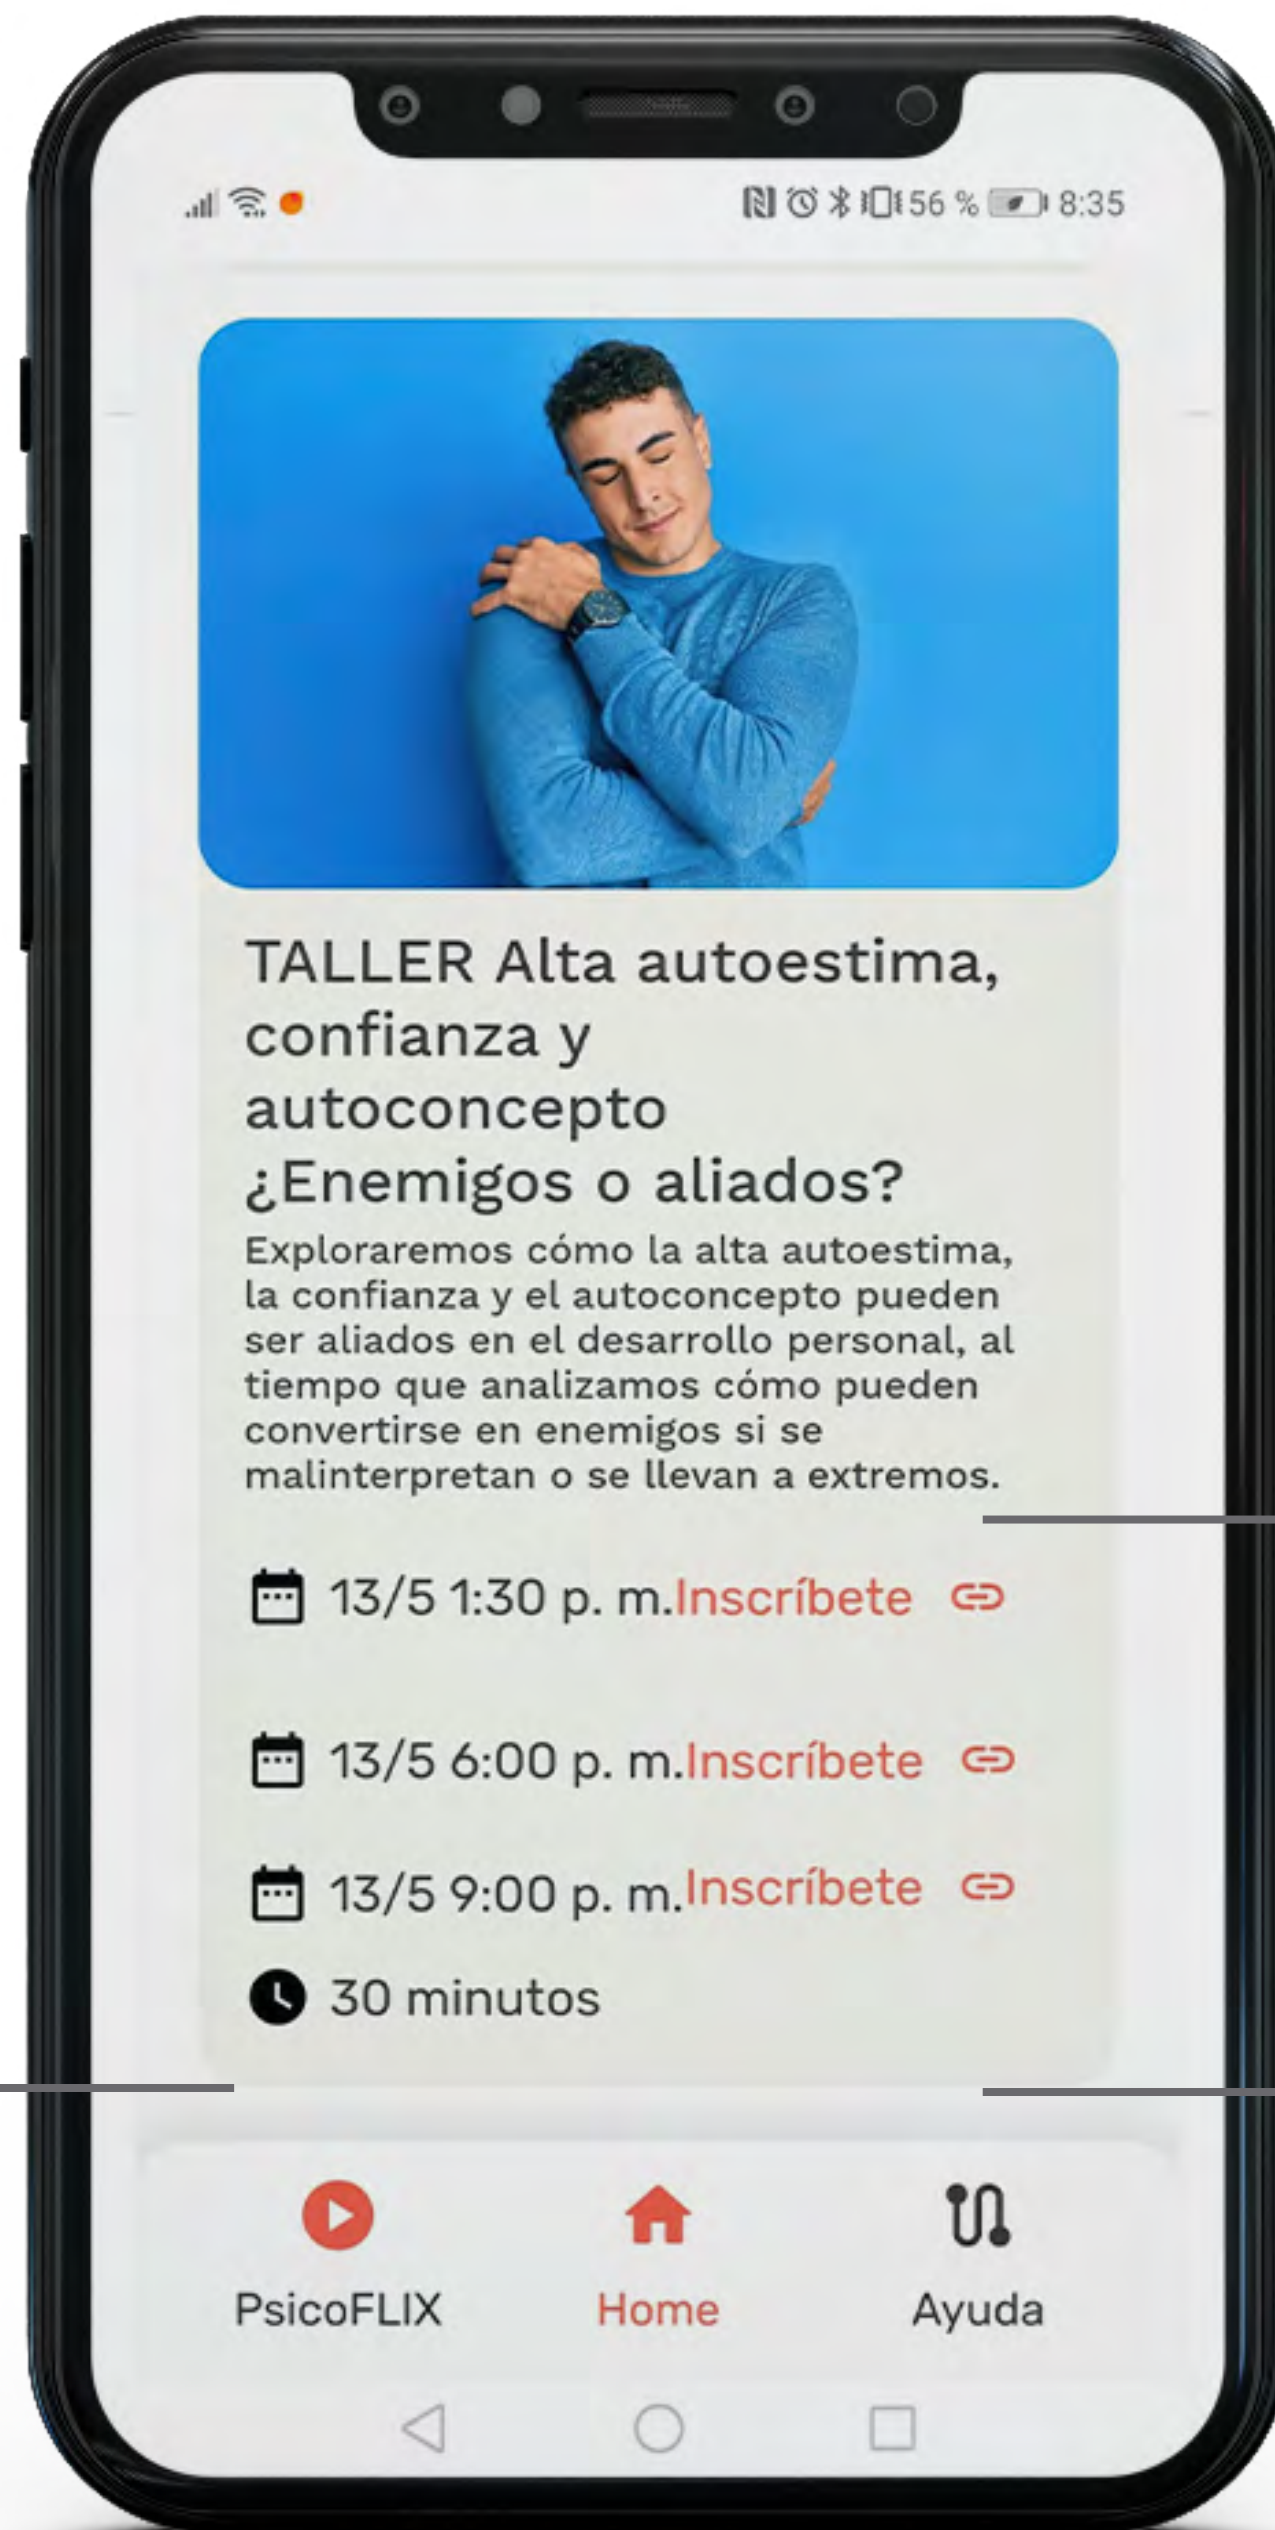 56 % 8:35
TALLER Alta autoestima,
confianza y
autoconcepto
¿Enemigos o aliados?
Exploraremos cómo la alta autoestima,
la confianza y el autoconcepto pueden
ser aliados en el desarrollo personal, al
tiempo que analizamos cómo pueden
convertirse en enemigos si se
malinterpretan o se llevan a extremos.
13/5 1:30 p. m.Inscríbete
13/5 6:00 p. m.Inscríbete
13/5 9:00 p. m.Inscríbete
30 minutos
PsicoFLIX Home Ayuda